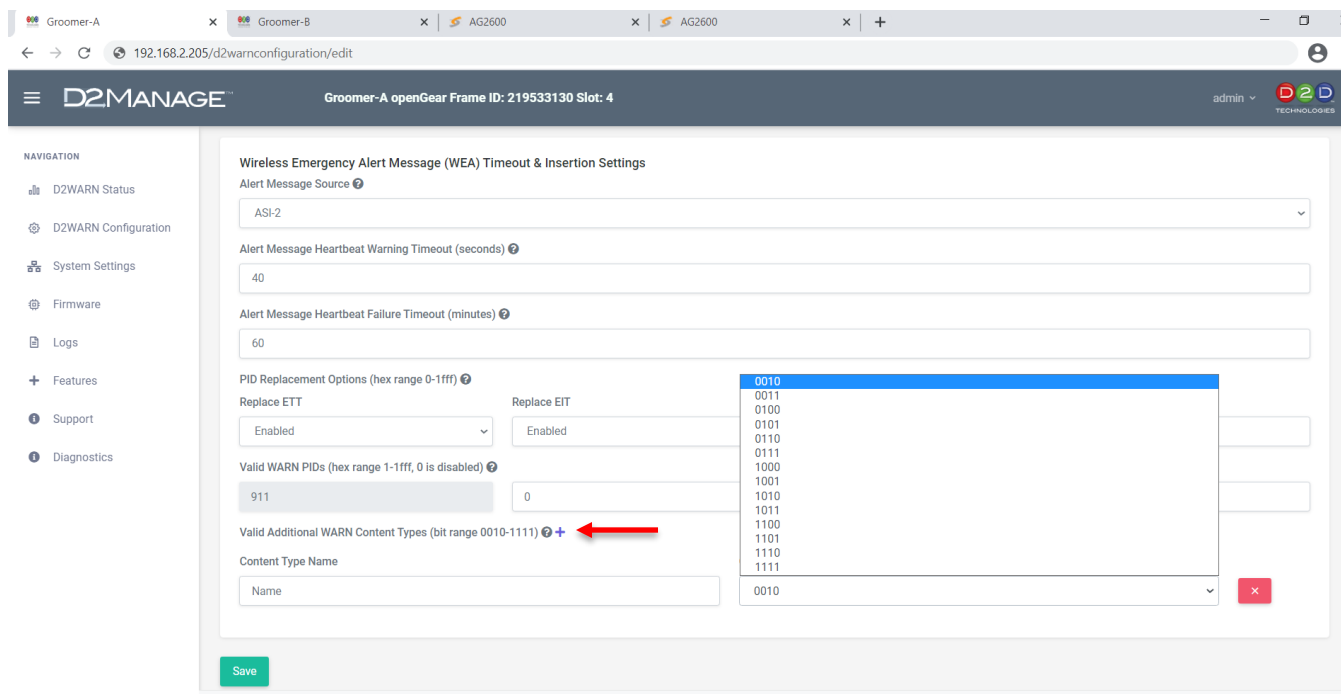 Groomer-A
Groomer-B
AG2600
AG2600
192.168.2.205/d2warnconfiguration/edit
D2MANAGE™
Groomer-A openGear Frame ID: 219533130 Slot: 4
admin
D2D
TECHNOLOGIES
NAVIGATION
D2WARN Status
D2WARN Configuration
System Settings
Firmware
Logs
Features
Support
Diagnostics
Wireless Emergency Alert Message (WEA) Timeout & Insertion Settings
Alert Message Source
ASI-2
Alert Message Heartbeat Warning Timeout (seconds)
40
Alert Message Heartbeat Failure Timeout (minutes)
60
PID Replacement Options (hex range 0-1fff)
Replace ETT
Replace EIT
Enabled
Enabled
Valid WARN PIDs (hex range 1-1fff, 0 is disabled)
911
0
Valid Additional WARN Content Types (bit range 0010-1111)
Content Type Name
Name
0010
0011
0100
0101
0110
0111
1000
1001
1010
1011
1100
1101
1110
1111
0010
Save